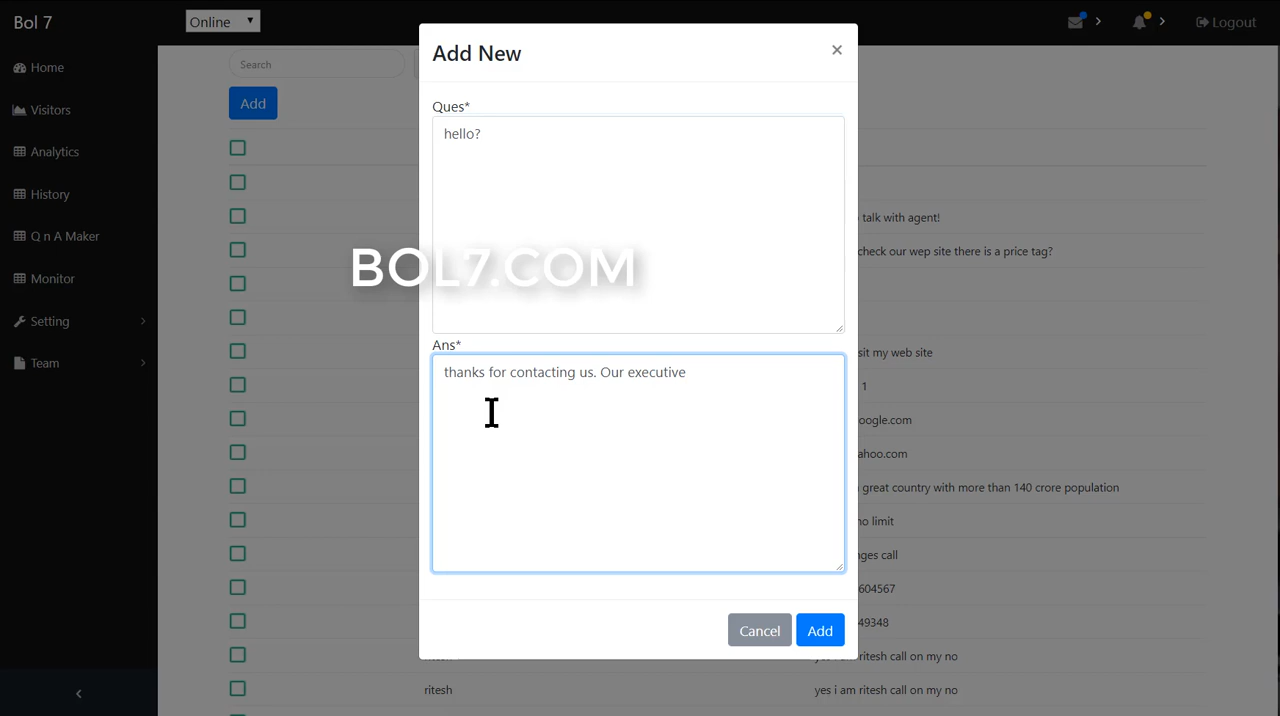 Bol 7
Online
Logout
Home
Visitors
Analytics
History
Q n A Maker
Monitor
Setting
Team
Search
Add
Add New
×
Ques*
hello?
BOL7.COM
Ans*
thanks for contacting us. Our executive
Cancel
Add
talk with agent!
check our wep site there is a price tag?
sit my web site
1
oogle.com
ahoo.com
great country with more than 140 crore population
no limit
nges call
604567
49348
yes i am ritesh call on my no
ritesh
yes i am ritesh call on my no